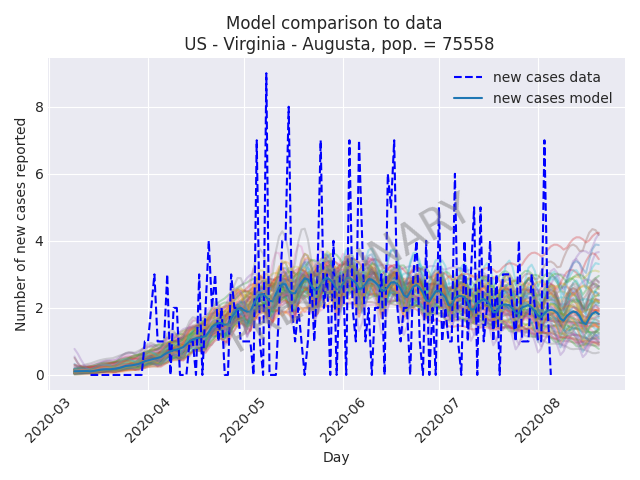 Model comparison to data
US - Virginia - Augusta, pop. = 75558
new cases data
new cases model
Number of new cases reported
8
6
4
2
0
2020-03
2020-04
2020-05
2020-06
2020-07
2020-08
Day